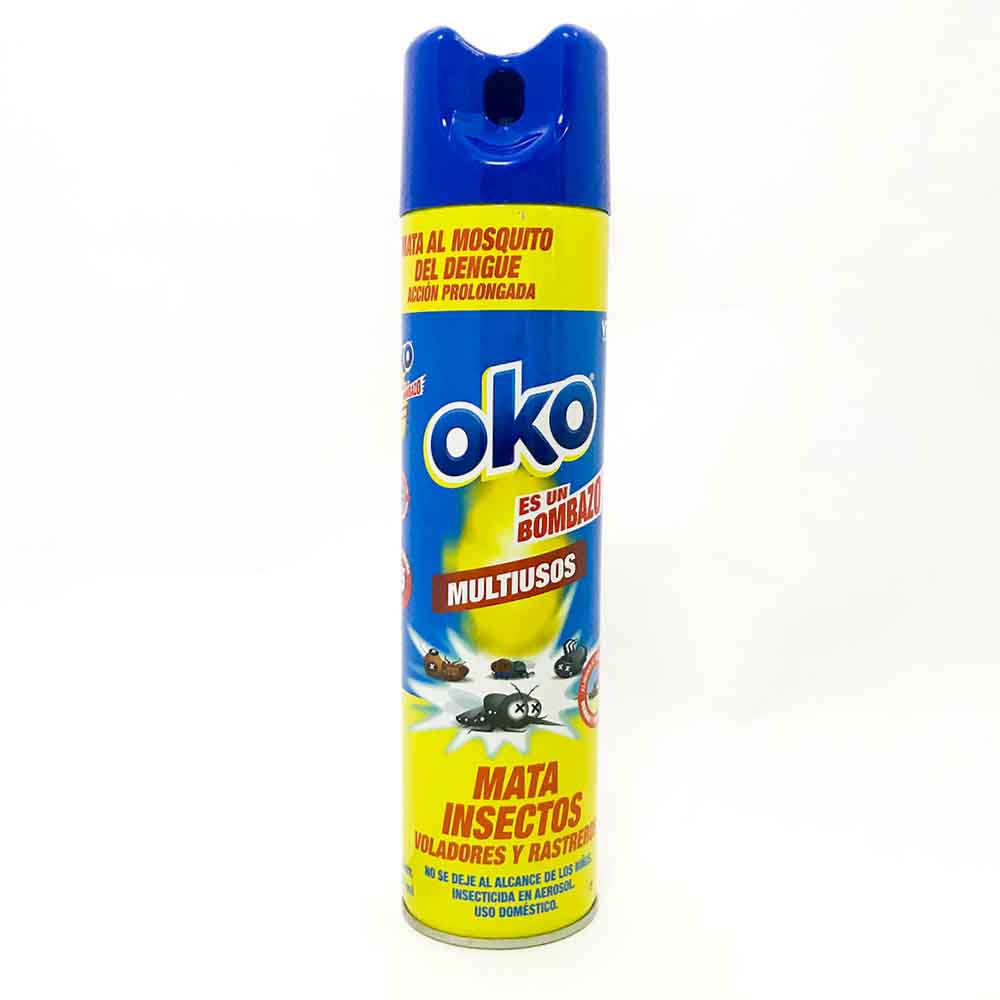 MATA AL MOSQUITO
DEL DENGUE
ACCIÓN PROLONGADA
oko®
ES UN
BOMBAZO
MULTIUSOS
MATA
INSECTOS
VOLADORES Y RASTREROS
NO SE DEJE AL ALCANCE DE LOS NIÑOS.
INSECTICIDA EN AEROSOL.
USO DOMÉSTICO.